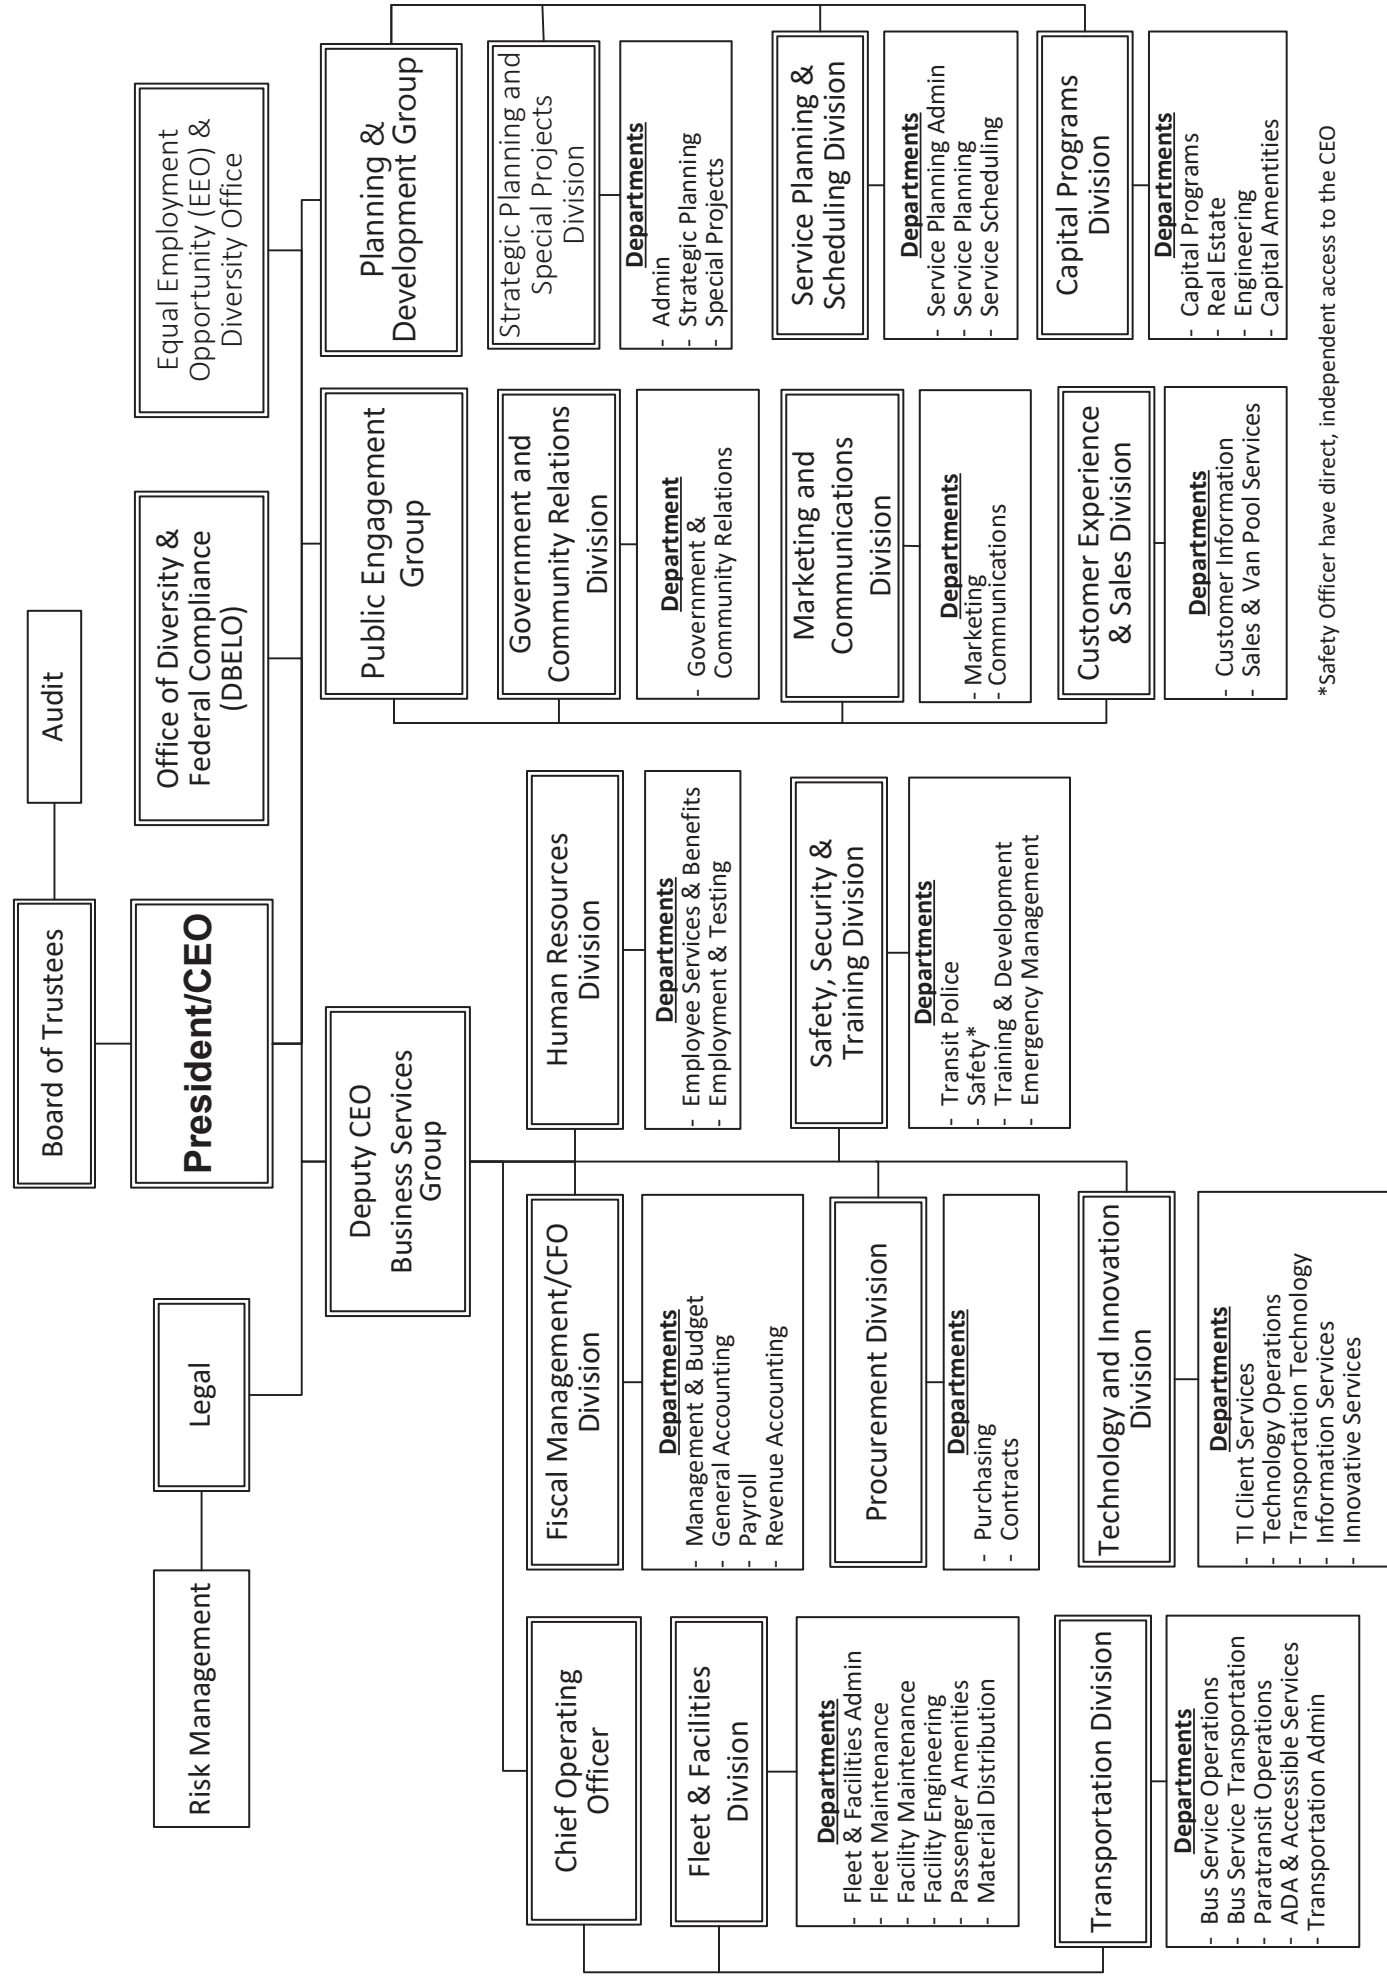 Board of Trustees
Audit
President/CEO
Risk Management
Legal
Office of Diversity &
Federal Compliance
(DBELO)
Equal Employment
Opportunity (EEO) &
Diversity Office
Deputy CEO
Business Services
Group
Public Engagement
Group
Planning &
Development Group
Chief Operating
Officer
Fleet & Facilities
Division
Departments
- Fleet & Facilities Admin
- Fleet Maintenance
- Facility Maintenance
- Facility Engineering
- Passenger Amenities
- Material Distribution
Transportation Division
Departments
- Bus Service Operations
- Bus Service Transportation
- Paratransit Operations
- ADA & Accessible Services
- Transportation Admin
Fiscal Management/CFO
Division
Departments
- Management & Budget
- General Accounting
- Payroll
- Revenue Accounting
Procurement Division
Departments
- Purchasing
- Contracts
Technology and Innovation
Division
Departments
- TI Client Services
- Technology Operations
- Transportation Technology
- Information Services
- Innovative Services
Human Resources
Division
Departments
- Employee Services & Benefits
- Employment & Testing
Safety, Security &
Training Division
Departments
- Transit Police
- Safety*
- Training & Development
- Emergency Management
Government and
Community Relations
Division
Department
- Government &
Community Relations
Marketing and
Communications
Division
Departments
- Marketing
- Communications
Customer Experience
& Sales Division
Departments
- Customer Information
- Sales & Van Pool Services
Strategic Planning and
Special Projects
Division
Departments
- Admin
- Strategic Planning
- Special Projects
Service Planning &
Scheduling Division
Departments
- Service Planning Admin
- Service Planning
- Service Scheduling
Capital Programs
Division
Departments
- Capital Programs
- Real Estate
- Engineering
- Capital Amentities
*Safety Officer have direct, independent access to the CEO